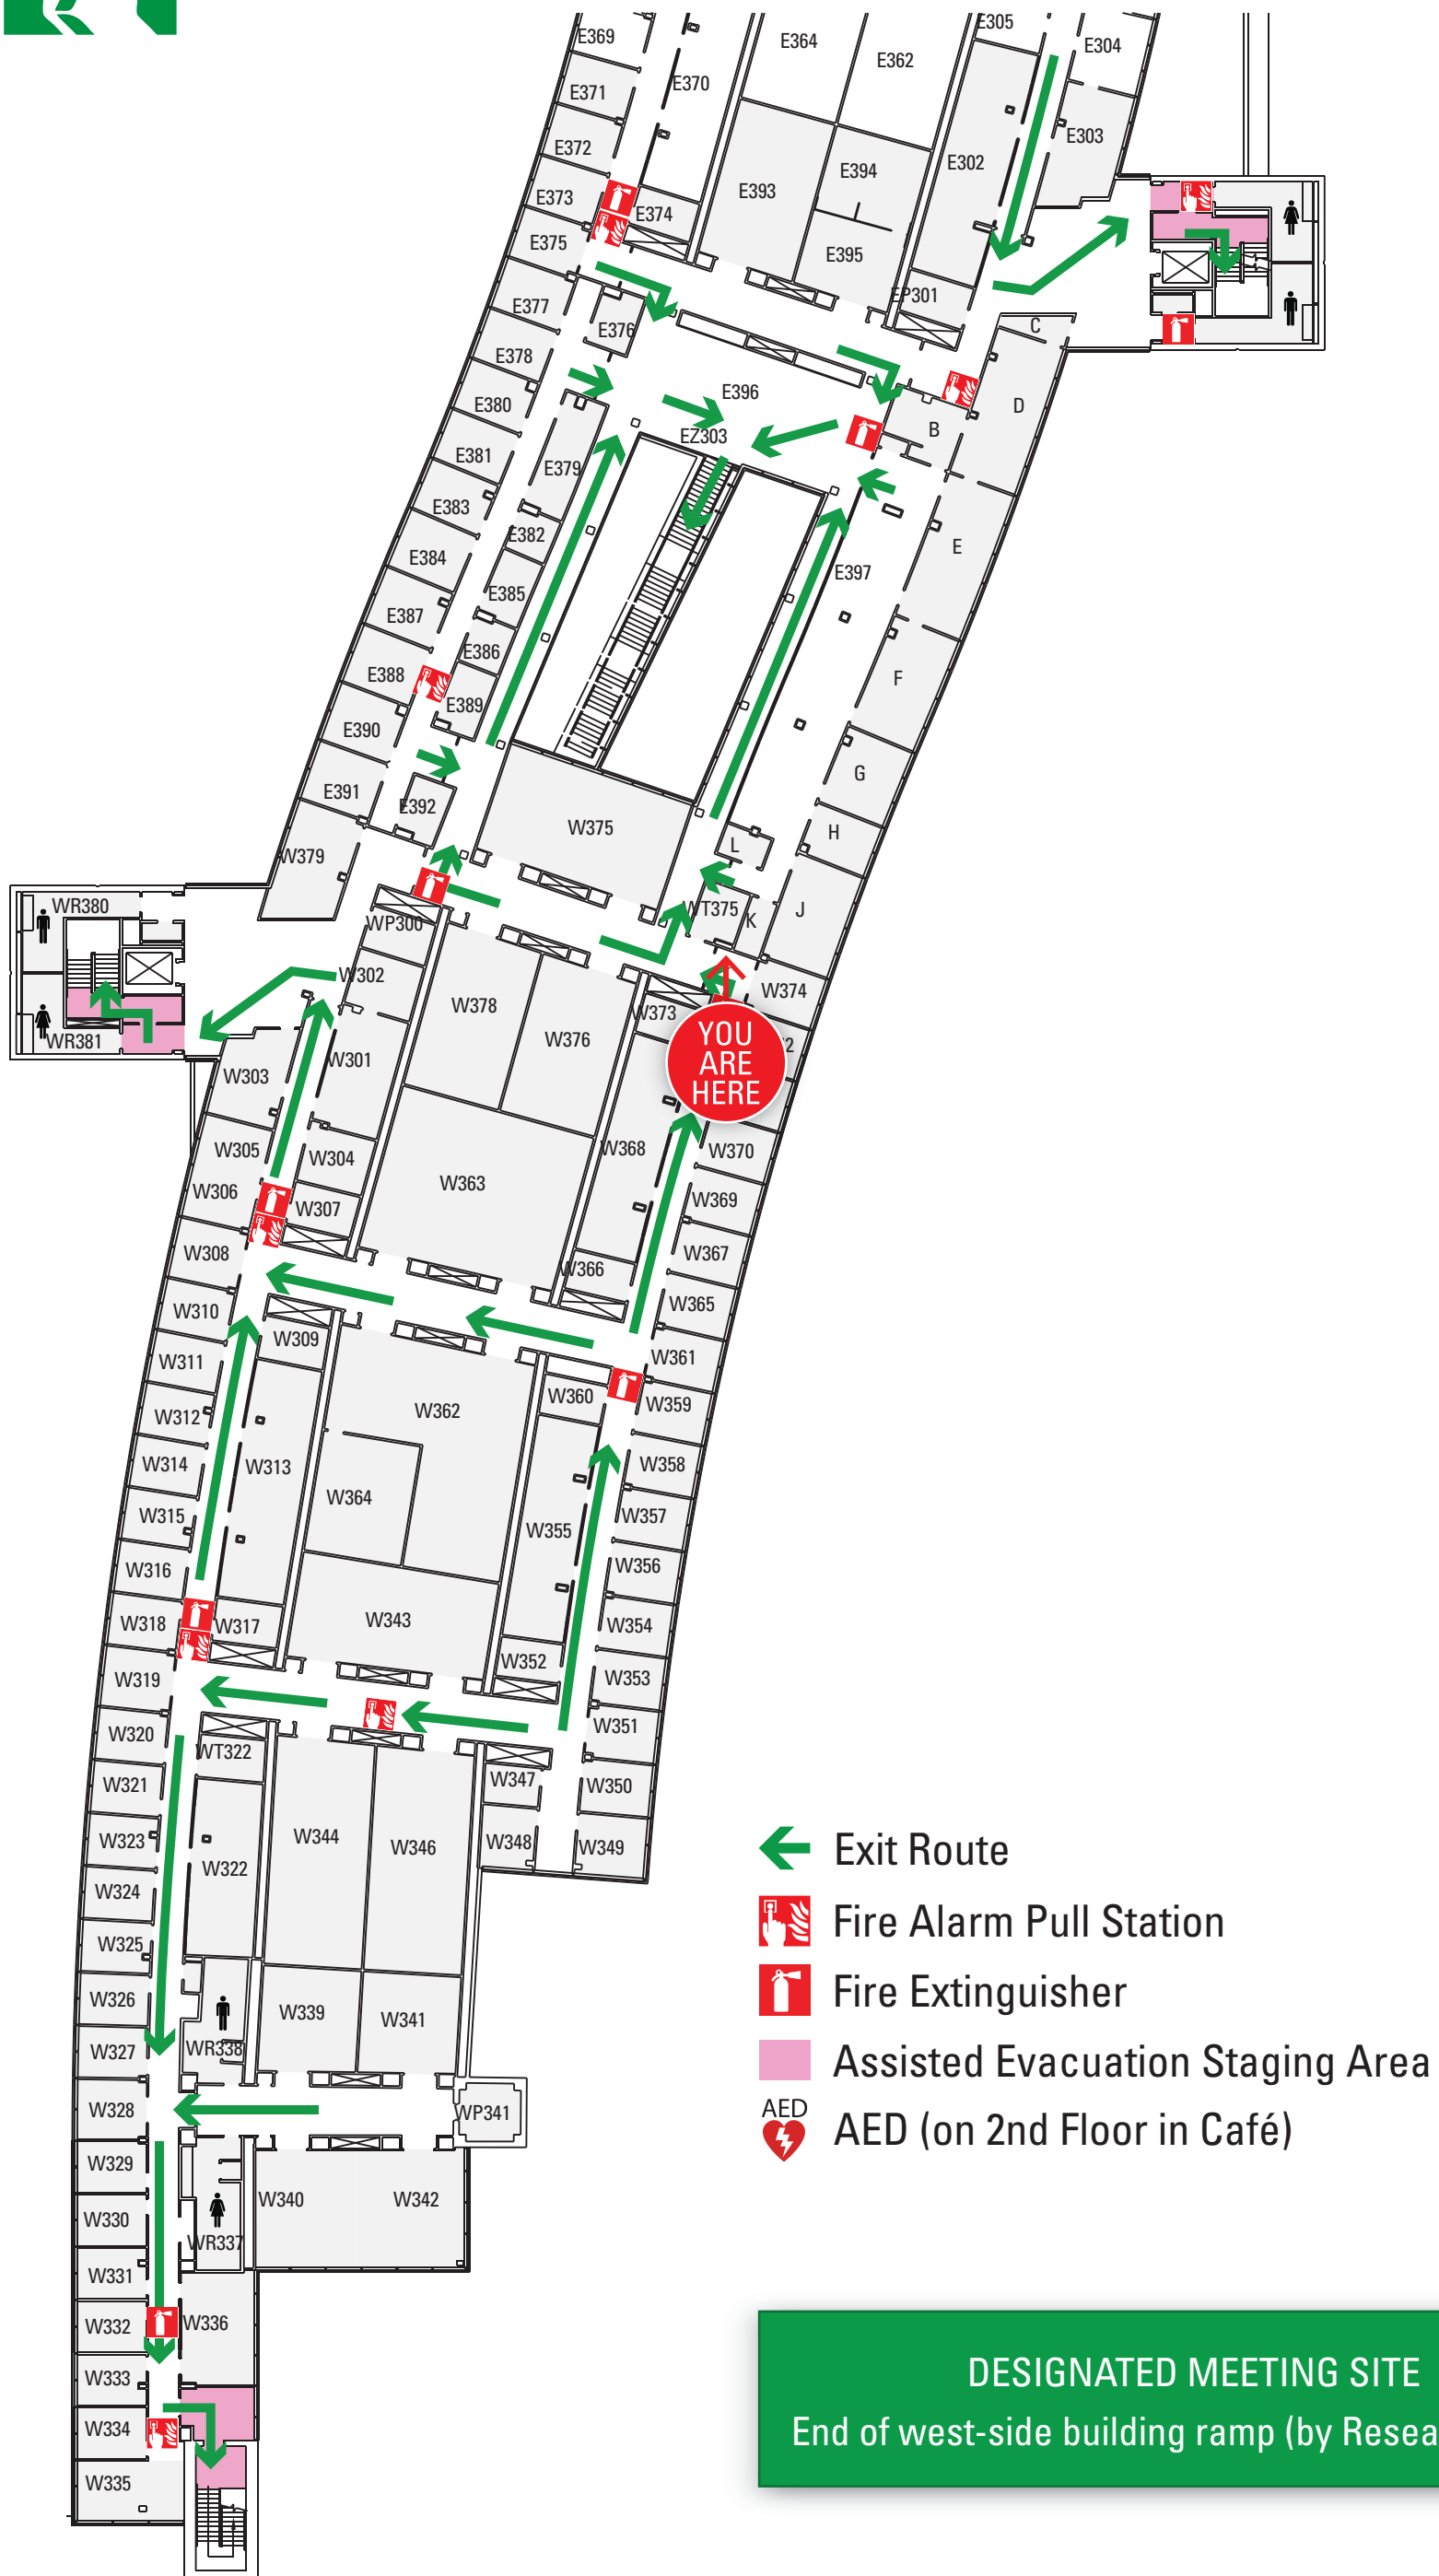 E369
E305
E364
E304
E362
E370
E371
E303
E372
E302
E394
E393
E373
E374
E375
E395
EP301
E377
E376
C
E378
E396
E380
D
B
EZ303
E381
E379
E383
E382
E
E384
E397
E385
E387
E386
F
E388
E389
E390
G
E391
E392
W375
H
L
W379
WR380
WT375
K
J
WP300
W302
W374
W378
W373
YOU
ARE
HERE
W376
WR381
W301
W303
W305
W304
W368
W370
W363
W306
W307
W369
W308
W367
W366
W310
W365
W309
W311
W361
W360
W359
W312
W362
W314
W313
W358
W364
W315
W357
W355
W316
W356
W318
W317
W343
W354
W319
W352
W353
W320
W351
WT322
W321
W347
W350
W323
W344
W346
W348
W349
W322
W324
W325
W326
W339
W341
W327
WR338
W328
WP341
W329
W330
W340
W342
WR337
W331
W332
W336
W333
W334
W335
Exit Route
Fire Alarm Pull Station
Fire Extinguisher
Assisted Evacuation Staging Area
AED
AED (on 2nd Floor in Café)
DESIGNATED MEETING SITE
End of west-side building ramp (by